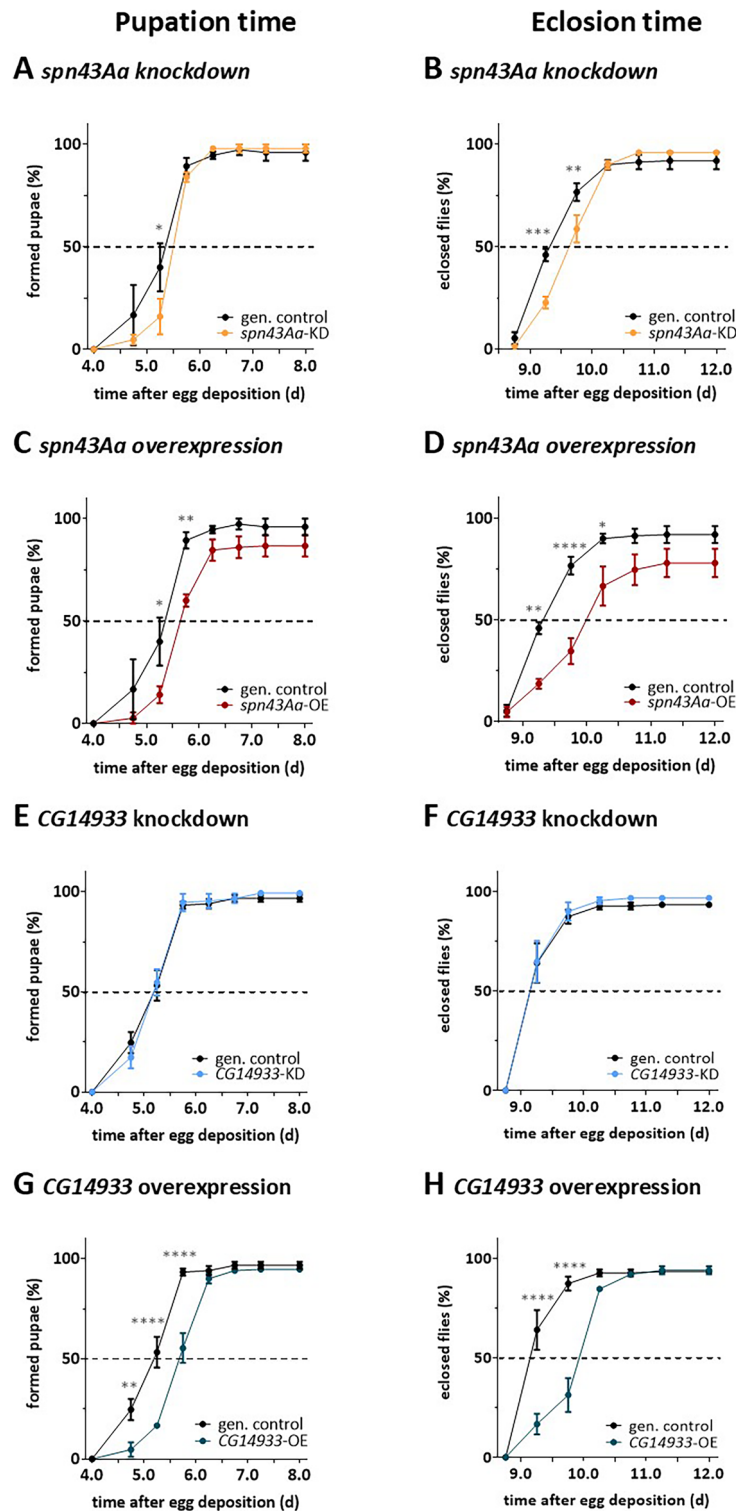 Pupation time
Eclosion time
A spn43Aa knockdown
B spn43Aa knockdown
formed pupae (%)
100
50
0
*
gen. control
spn43Aa-KD
4.0 5.0 6.0 7.0 8.0
time after egg deposition (d)
eclosed flies (%)
100
50
0
***
**
gen. control
spn43Aa-KD
9.0 10.0 11.0 12.0
time after egg deposition (d)
C spn43Aa overexpression
D spn43Aa overexpression
formed pupae (%)
100
50
0
*
**
gen. control
spn43Aa-OE
4.0 5.0 6.0 7.0 8.0
time after egg deposition (d)
eclosed flies (%)
100
50
0
**
****
*
gen. control
spn43Aa-OE
9.0 10.0 11.0 12.0
time after egg deposition (d)
E CG14933 knockdown
F CG14933 knockdown
formed pupae (%)
100
50
0
gen. control
CG14933-KD
4.0 5.0 6.0 7.0 8.0
time after egg deposition (d)
eclosed flies (%)
100
50
0
gen. control
CG14933-KD
9.0 10.0 11.0 12.0
time after egg deposition (d)
G CG14933 overexpression
H CG14933 overexpression
formed pupae (%)
100
50
0
**
****
****
gen. control
CG14933-OE
4.0 5.0 6.0 7.0 8.0
time after egg deposition (d)
eclosed flies (%)
100
50
0
****
****
gen. control
CG14933-OE
9.0 10.0 11.0 12.0
time after egg deposition (d)